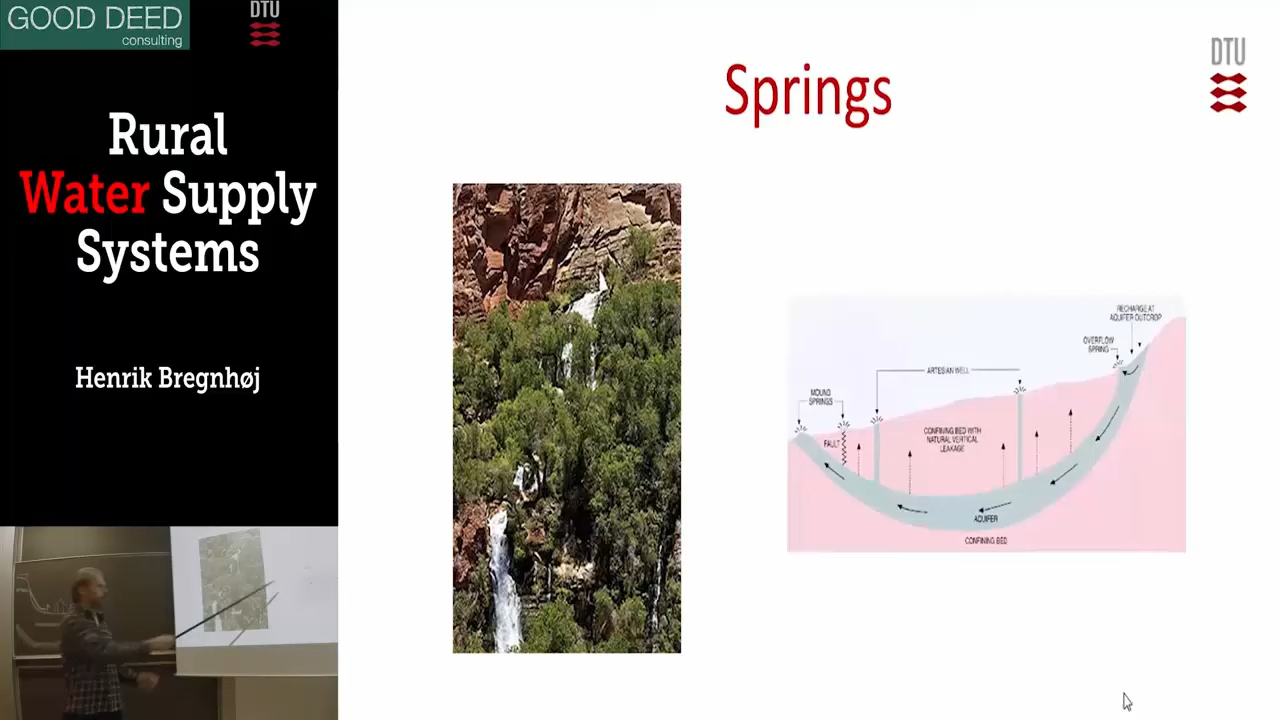 GOOD DEED
consulting
DTU
Rural
Water Supply
Systems
Henrik Bregnhøj
Springs
DTU
RECHARGE AT
AQUIFER OUTCROP
OVERFLOW
SPRING
ARTESIAN WELL
MOUND
SPRINGS
FAULT
CONFINING BED WITH
NATURAL VERTICAL
LEAKAGE
AQUIFER
CONFINING BED